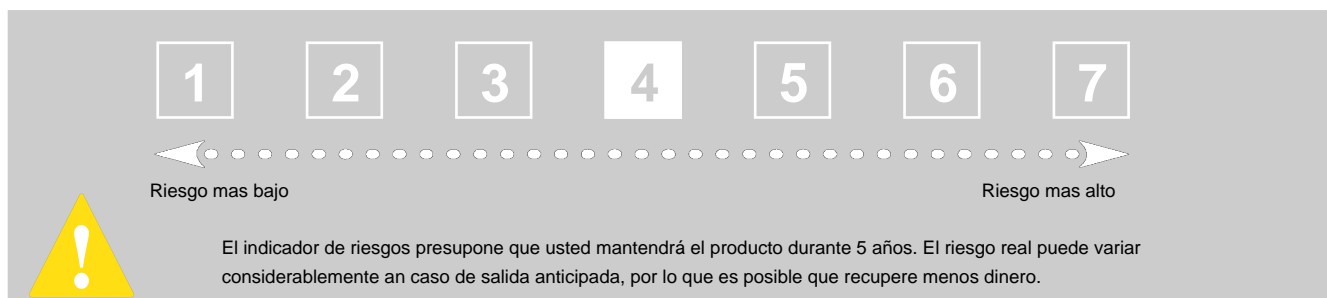 1 2 3 4 5 6 7
Riesgo mas bajo Riesgo mas alto
!
El indicador de riesgos presupone que usted mantendrá el producto durante 5 años. El riesgo real puede variar
considerablemente an caso de salida anticipada, por lo que es posible que recupere menos dinero.